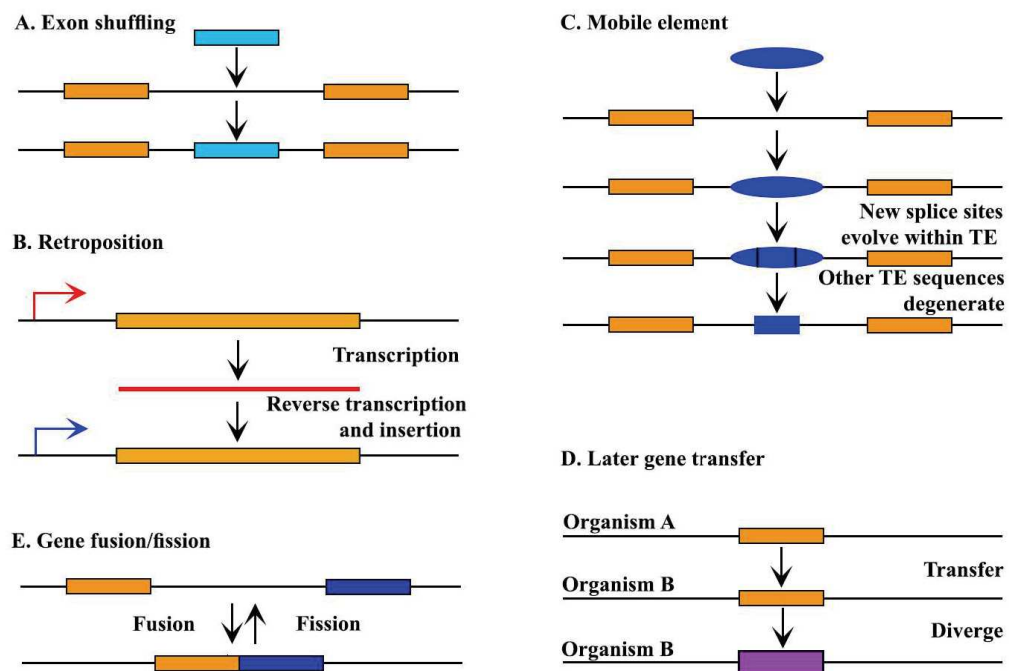 A. Exon shuffling
B. Retroposition
Transcription
Reverse transcription
and insertion
E. Gene fusion/fission
Fusion
Fission
C. Mobile element
New splice sites
evolve within TE
Other TE sequences
degenerate
D. Later gene transfer
Organism A
Transfer
Organism B
Diverge
Organism B